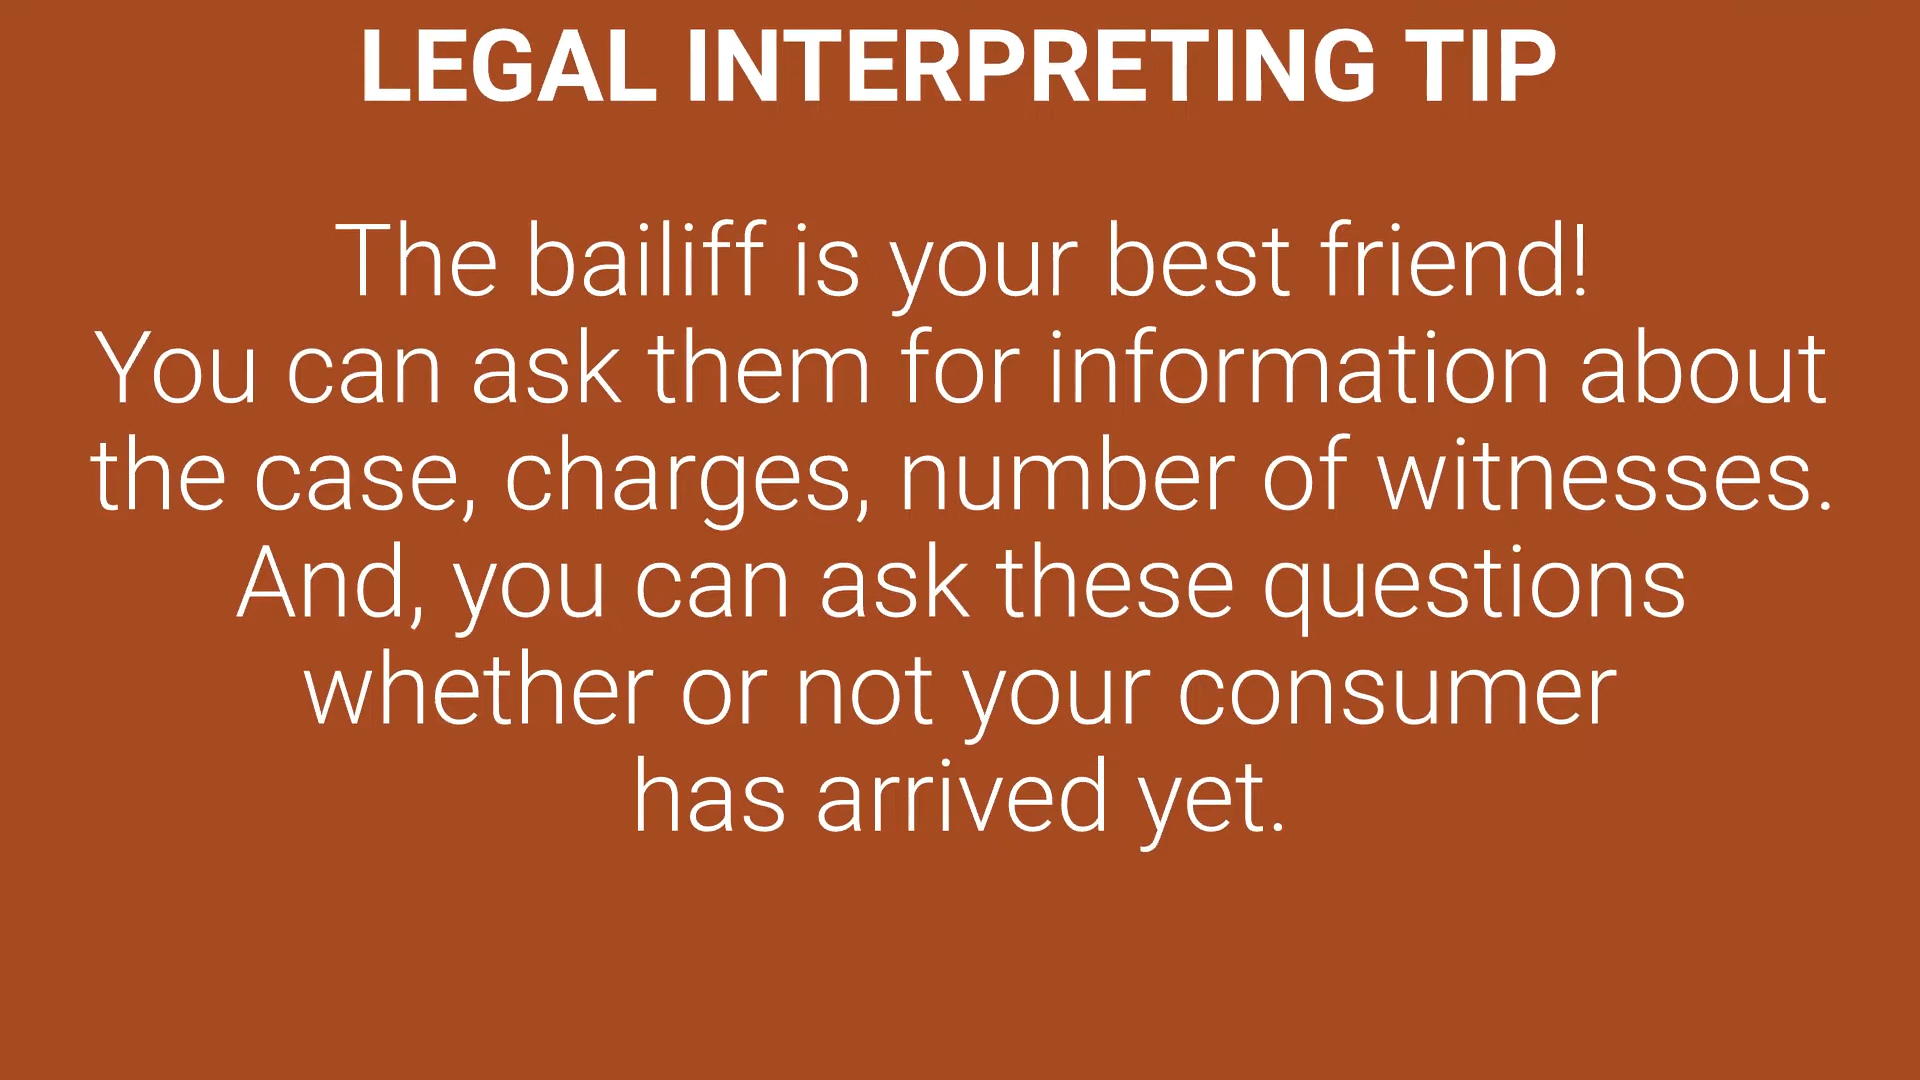 LEGAL INTERPRETING TIP
The bailiff is your best friend!
You can ask them for information about
the case, charges, number of witnesses.
And, you can ask these questions
whether or not your consumer
has arrived yet.